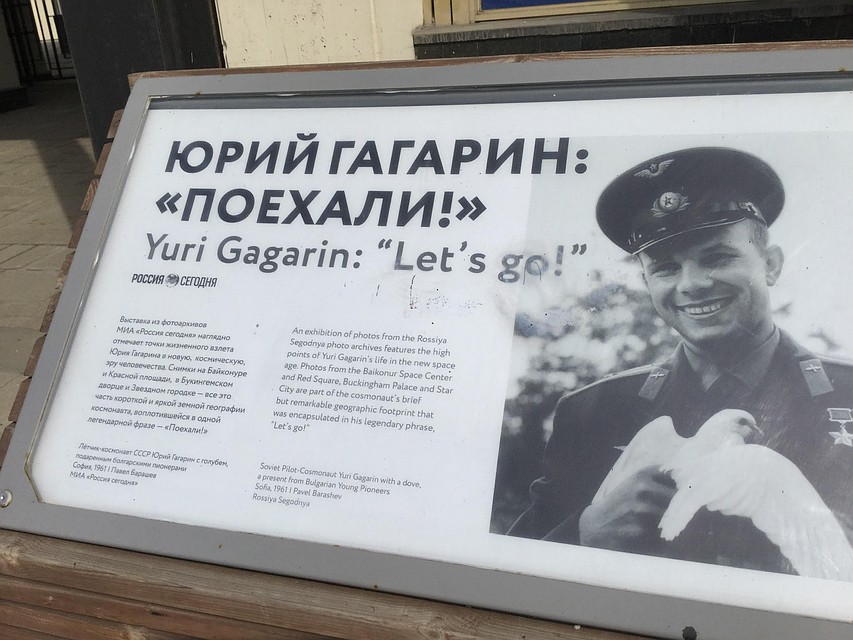 ЮРИЙ ГАГАРИН:
«ПОЕХАЛИ!»
Yuri Gagarin: “Let’s go!”
РОССИЯ СЕГОДНЯ
Выставка из фотоархивов
МИА «Россия сегодня» наглядно
отмечает точки жизненного взлета
Юрия Гагарина в новую, космическую,
эру человечества. Снимки на Байконуре
и Красной площади, в Букингемском
дворце и Звездном городке — все это
часть короткой и яркой земной географии
космонавта, воплотившейся в одной
легендарной фразе — «Поехали!»
Лётчик-космонавт СССР Юрий Гагарин с голубем,
подаренным болгарскими пионерами
София, 1961 | Павел Барашев
МИА «Россия сегодня»
An exhibition of photos from the Rossiya
Segodnya photo archives features the high
points of Yuri Gagarin’s life in the new space
age. Photos from the Baikonur Space Center
and Red Square, Buckingham Palace and Star
City are part of the cosmonaut’s brief
but remarkable geographic footprint that
was encapsulated in his legendary phrase,
“Let’s go!”
Soviet Pilot-Cosmonaut Yuri Gagarin with a dove,
a present from Bulgarian Young Pioneers
Sofia, 1961 | Pavel Barashev
Rossiya Segodnya